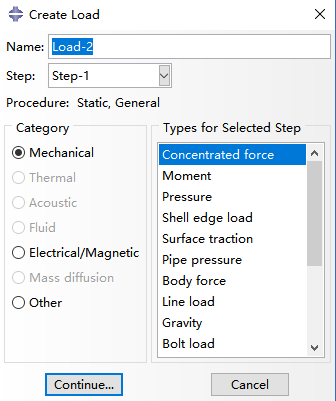 Create Load
Name: Load-2
Step: Step-1
Procedure: Static, General
Category
Mechanical
Thermal
Acoustic
Fluid
Electrical/Magnetic
Mass diffusion
Other
Types for Selected Step
Concentrated force
Moment
Pressure
Shell edge load
Surface traction
Pipe pressure
Body force
Line load
Gravity
Bolt load
Continue...
Cancel